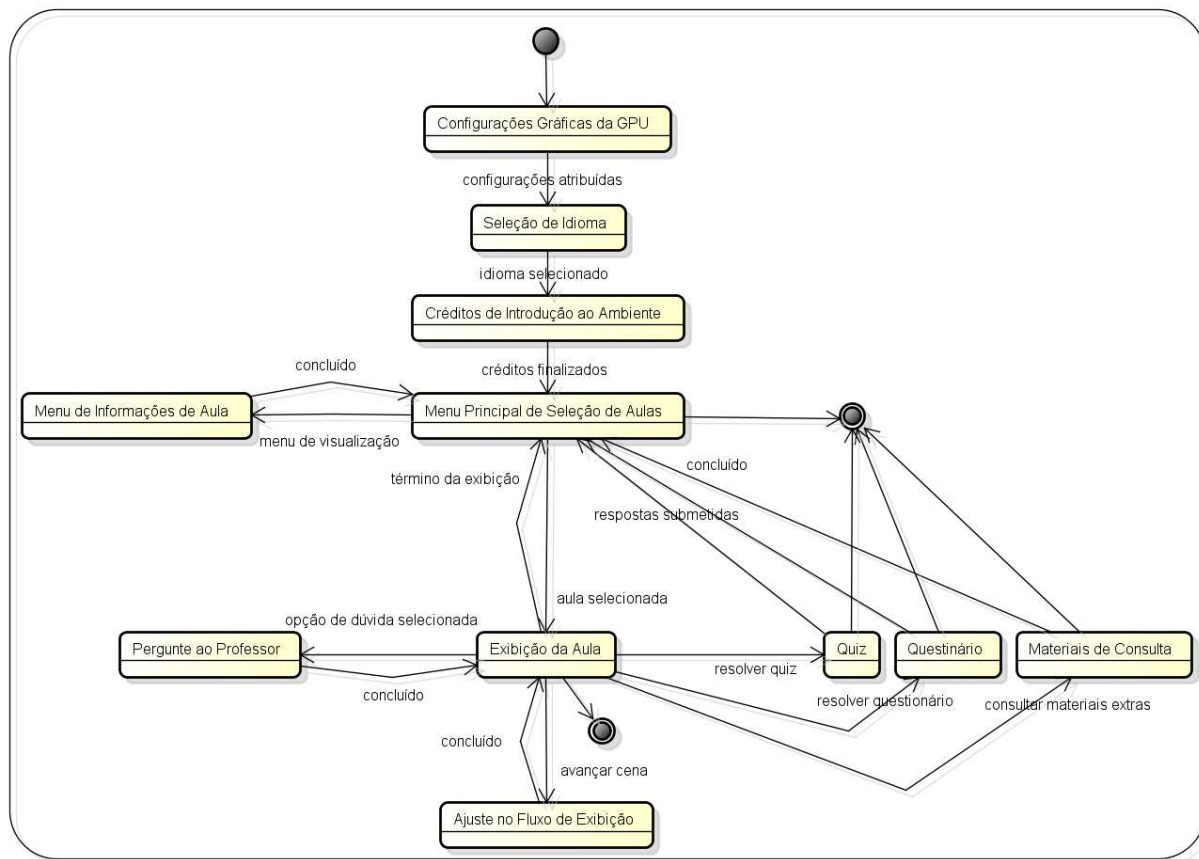 Configurações Gráficas da GPU
configurações atribuídas
Seleção de Idioma
idioma selecionado
Créditos de Introdução ao Ambiente
concluído
créditos finalizados
Menu de Informações de Aula
Menu Principal de Seleção de Aulas
menu de visualização
concluído
término da exibição
respostas submetidas
aula selecionada
opção de dúvida selecionada
Pergunte ao Professor
Exibição da Aula
Quiz
Questinário
Materiais de Consulta
resolver quiz
concluído
resolver questionário
consultar materiais extras
concluído
avançar cena
Ajuste no Fluxo de Exibição